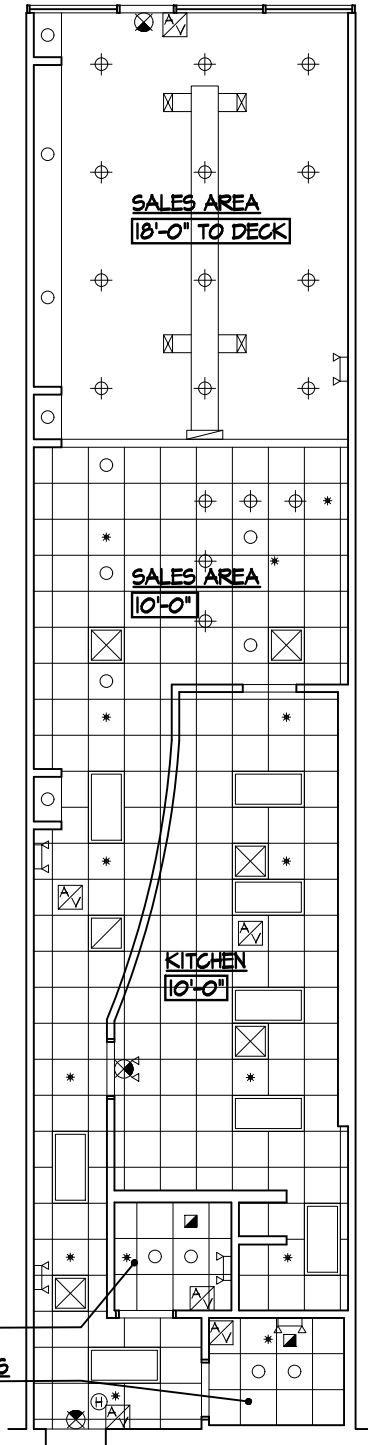 A/V
SALES AREA
18'-0" TO DECK
SALES AREA
10'-0"
A/V
A/V
KITCHEN
10'-0"
A/V
A/V
S
H
A/V